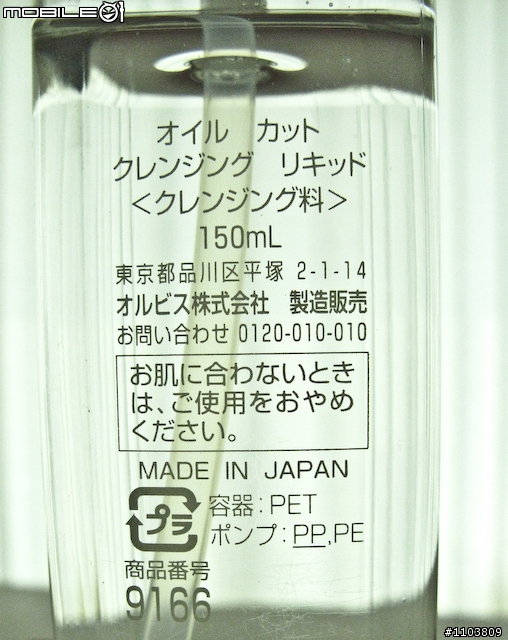 MOBILE01
オイル カット
クレンジング リキッド
<クレンジング料>
150mL
東京都品川区平塚 2-1-14
オルビス株式会社 製造販売
お問い合わせ 0120-010-010
お肌に合わないとき
は、ご使用をおやめ
ください。
MADE IN JAPAN
プラ
容器:PET
ポンプ:PP,PE
商品番号
9166
#1103809